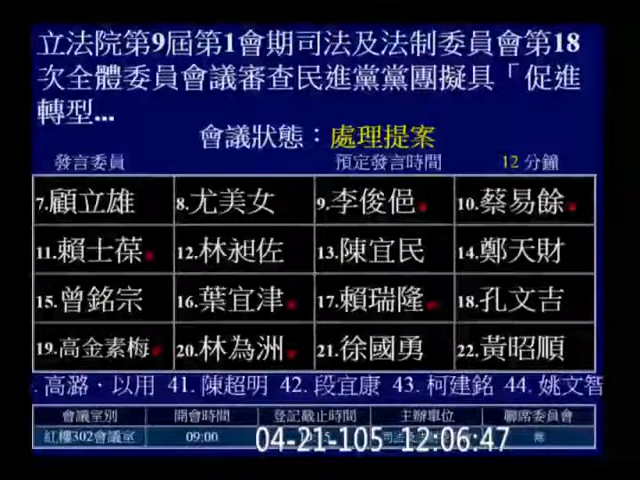 立法院第9屆第1會期司法及法制委員會第18
次全體委員會議審查民進黨黨團擬具「促進
轉型...
會議狀態：處理提案
發言委員 預定發言時間 12 分鐘
7.顧立雄 8.尤美女 9.李俊俋 10.蔡易餘
11.賴士葆 12.林昶佐 13.陳宜民 14.鄭天財
15.曾銘宗 16.葉宜津 17.賴瑞隆 18.孔文吉
19.高金素梅 20.林為洲 21.徐國勇 22.黃昭順
高潞．以用 41. 陳超明 42. 段宜康 43. 柯建銘 44. 姚文智
會議室別 開會時間 登記截止時間 主辦單位 聯席委員會
紅樓302會議室 09:00 無
04-21-105 12:06:47